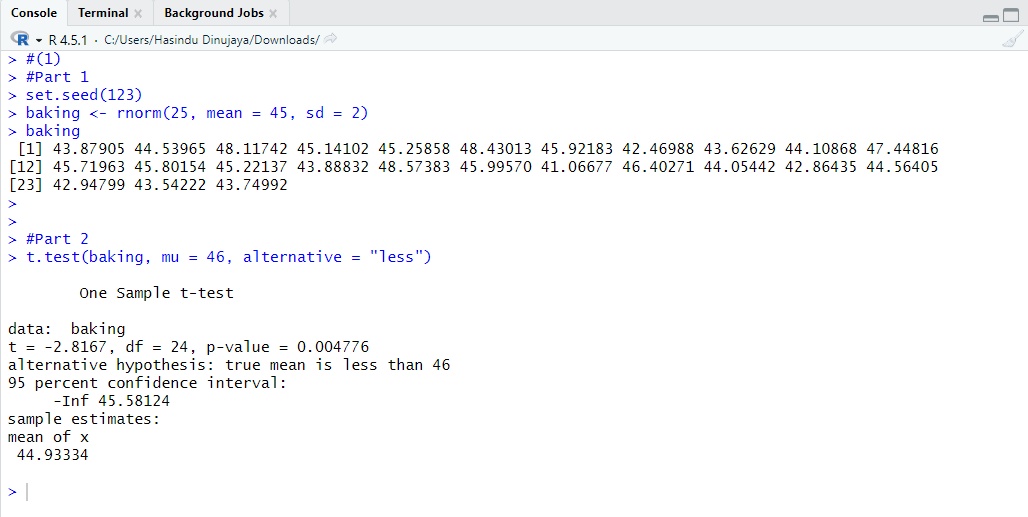 Console Terminal Background Jobs
R R 4.5.1 · C:/Users/Hasindu Dinujaya/Downloads/
> #(1)
> #Part 1
> set.seed(123)
> baking <- rnorm(25, mean = 45, sd = 2)
> baking
[1] 43.87905 44.53965 48.11742 45.14102 45.25858 48.43013 45.92183 42.46988 43.62629 44.10868 47.44816
[12] 45.71963 45.80154 45.22137 43.88832 48.57383 45.99570 41.06677 46.40271 44.05442 42.86435 44.56405
[23] 42.94799 43.54222 43.74992
>
>
> #Part 2
> t.test(baking, mu = 46, alternative = "less")
One Sample t-test
data: baking
t = -2.8167, df = 24, p-value = 0.004776
alternative hypothesis: true mean is less than 46
95 percent confidence interval:
-Inf 45.58124
sample estimates:
mean of x
44.93334
>